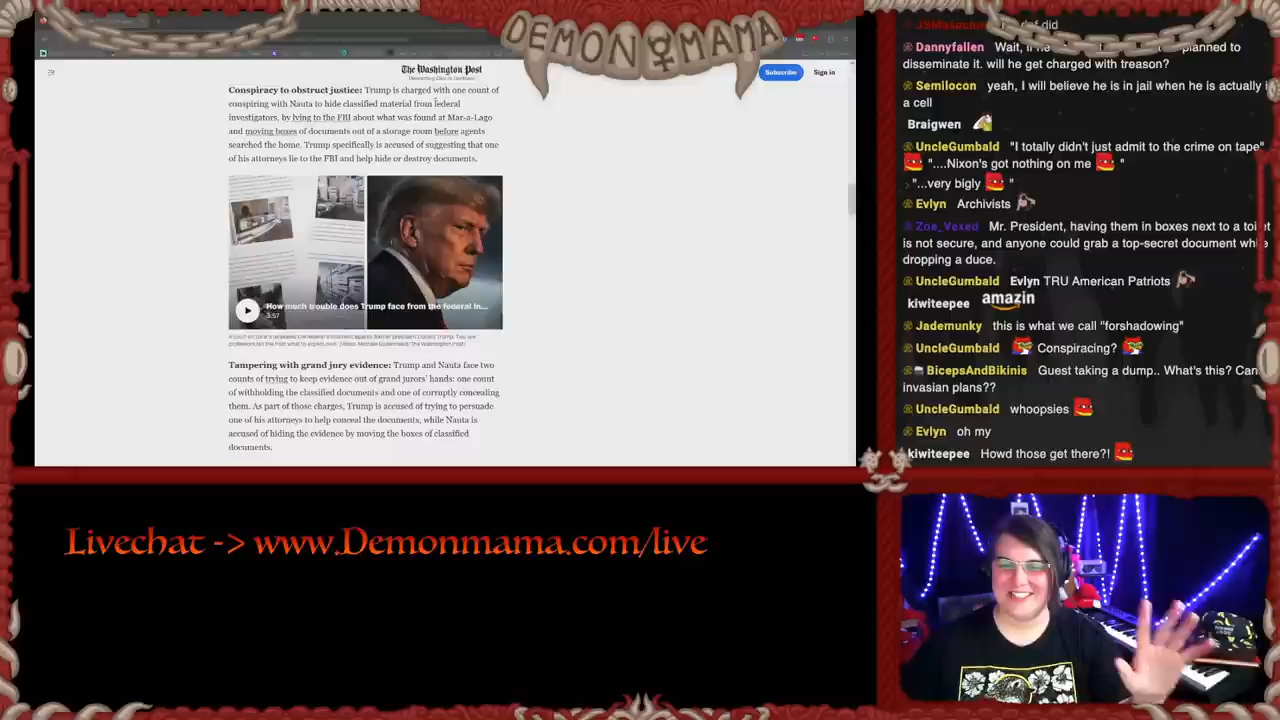 DEMON MAMA
The Washington Post
Democracy Dies in Darkness
Subscribe
Sign in
Conspiracy to obstruct justice: Trump is charged with one count of
conspiring with Nauta to hide classified material from federal
investigators, by lying to the FBI about what was found at Mar-a-Lago
and moving boxes of documents out of a storage room before agents
searched the home. Trump specifically is accused of suggesting that one
of his attorneys lie to the FBI and help hide or destroy documents.
How much trouble does Trump face from the federal in...
3:57
Tampering with grand jury evidence: Trump and Nauta face two
counts of trying to keep evidence out of grand jurors' hands: one count
of withholding the classified documents and one of corruptly concealing
them. As part of those charges, Trump is accused of trying to persuade
one of his attorneys to help conceal the documents, while Nauta is
accused of hiding the evidence by moving the boxes of classified
documents.
did
Dannyfallen Wait, if he planned to
disseminate it. will he get charged with treason?
Semilocon yeah, I will believe he is in jail when he is actually i
a cell
Braigwen
UncleGumbald "I totally didn't just admit to the crime on tape"
"....Nixon's got nothing on me "
"...very bigly "
Evlyn Archivists
Zoe_Vexed Mr. President, having them in boxes next to a toilet
is not secure, and anyone could grab a top-secret document while
dropping a duce.
UncleGumbald Evlyn TRU American Patriots
kiwiteepee amazin
Jademunky this is what we call "forshadowing"
UncleGumbald Conspiracing?
BicepsAndBikinis Guest taking a dump.. What's this? Can
invasian plans??
UncleGumbald whoopsies
Evlyn oh my
kiwiteepee Howd those get there?!
Livechat -> www.Demonmama.com/live